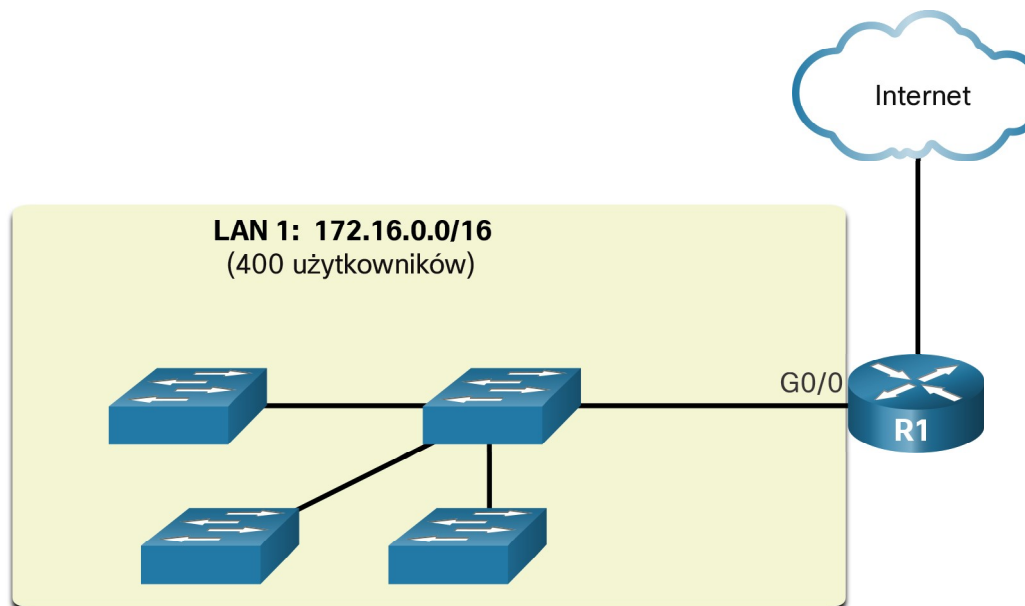 Internet
LAN 1: 172.16.0.0/16
(400 użytkowników)
G0/0
R1